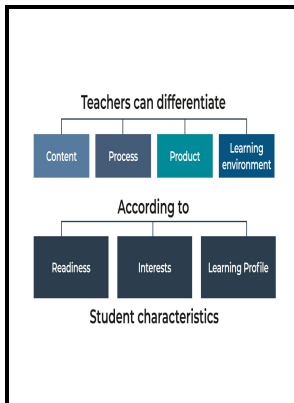 Teachers can differentiate
Content Process Product Learning
environment
According to
Readiness Interests Learning Profile
Student characteristics